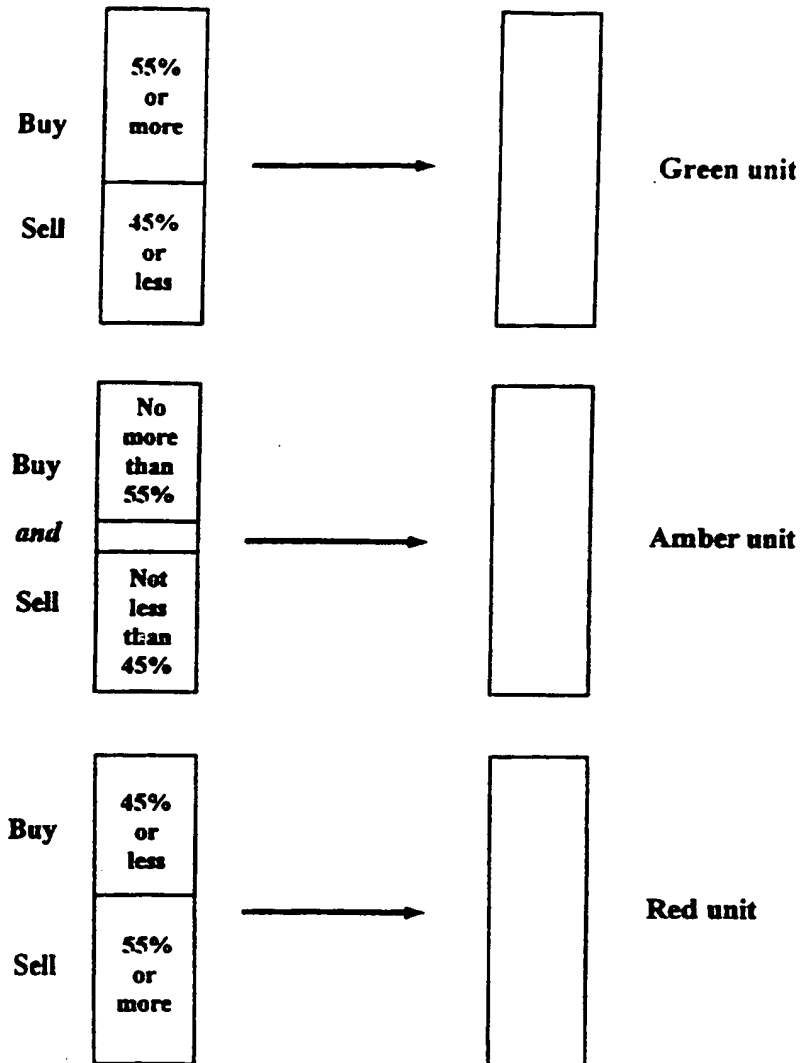 Buy
55%
or
more
Sell
45%
or
less
Green unit
Buy
No
more
than
55%
and
Sell
Not
less
than
45%
Amber unit
Buy
45%
or
less
Sell
55%
or
more
Red unit